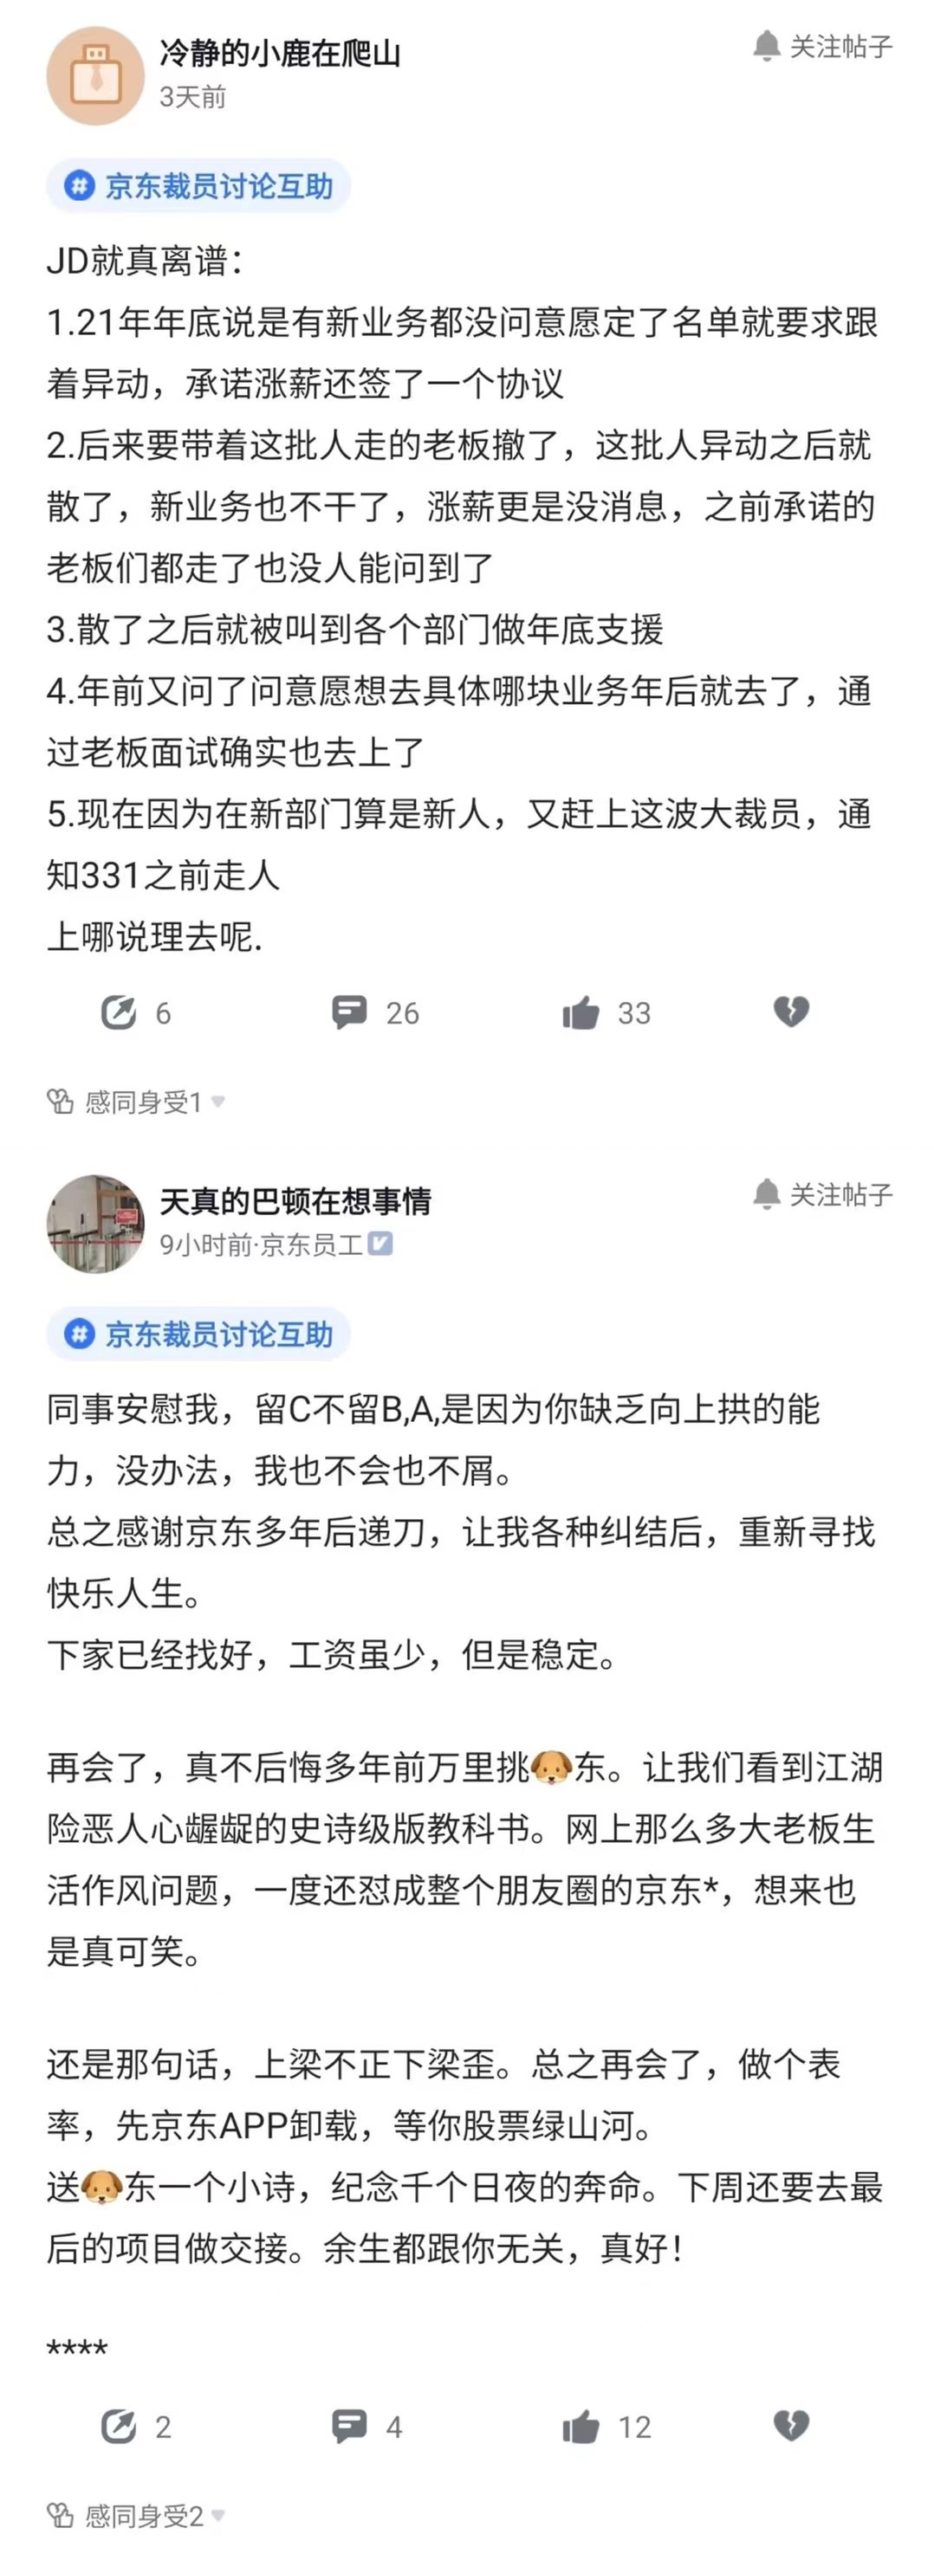 冷静的小鹿在爬山
关注帖子
3天前
# 京东裁员讨论互助
JD就真离谱：
1.21年年底说是有新业务都没问意愿定了名单就要求跟
着异动，承诺涨薪还签了一个协议
2.后来要带着这批人走的老板撤了，这批人异动之后就
散了，新业务也不干了，涨薪更是没消息，之前承诺的
老板们都走了也没人能问到了
3.散了之后就被叫到各个部门做年底支援
4.年前又问了问意愿想去具体哪块业务年后就去了，通
过老板面试确实也去上了
5.现在因为在新部门算是新人，又赶上这波大裁员，通
知331之前走人
上哪说理去呢.
6 26 33
感同身受1
天真的巴顿在想事情
关注帖子
9小时前·京东员工
# 京东裁员讨论互助
同事安慰我，留C不留B,A,是因为你缺乏向上拱的能
力，没办法，我也不会也不屑。
总之感谢京东多年后递刀，让我各种纠结后，重新寻找
快乐人生。
下家已经找好，工资虽少，但是稳定。
再会了，真不后悔多年前万里挑🐶东。让我们看到江湖
险恶人心龌龊的史诗级版教科书。网上那么多大老板生
活作风问题，一度还怼成整个朋友圈的京东*，想来也
是真可笑。
还是那句话，上梁不正下梁歪。总之再会了，做个表
率，先京东APP卸载，等你股票绿山河。
送🐶东一个小诗，纪念千个日夜的奔命。下周还要去最
后的项目做交接。余生都跟你无关，真好！
****
2 4 12
感同身受2